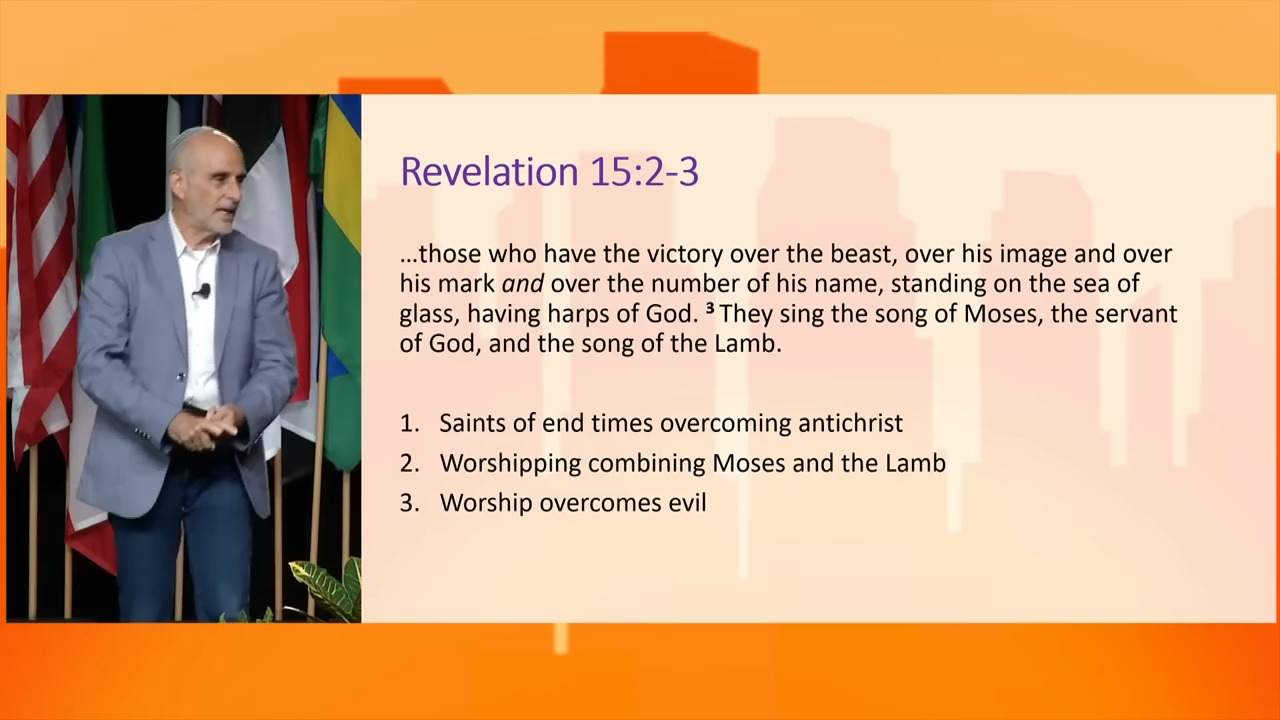 Revelation 15:2-3
…those who have the victory over the beast, over his image and over
his mark and over the number of his name, standing on the sea of
glass, having harps of God. ³ They sing the song of Moses, the servant
of God, and the song of the Lamb.
1. Saints of end times overcoming antichrist
2. Worshipping combining Moses and the Lamb
3. Worship overcomes evil